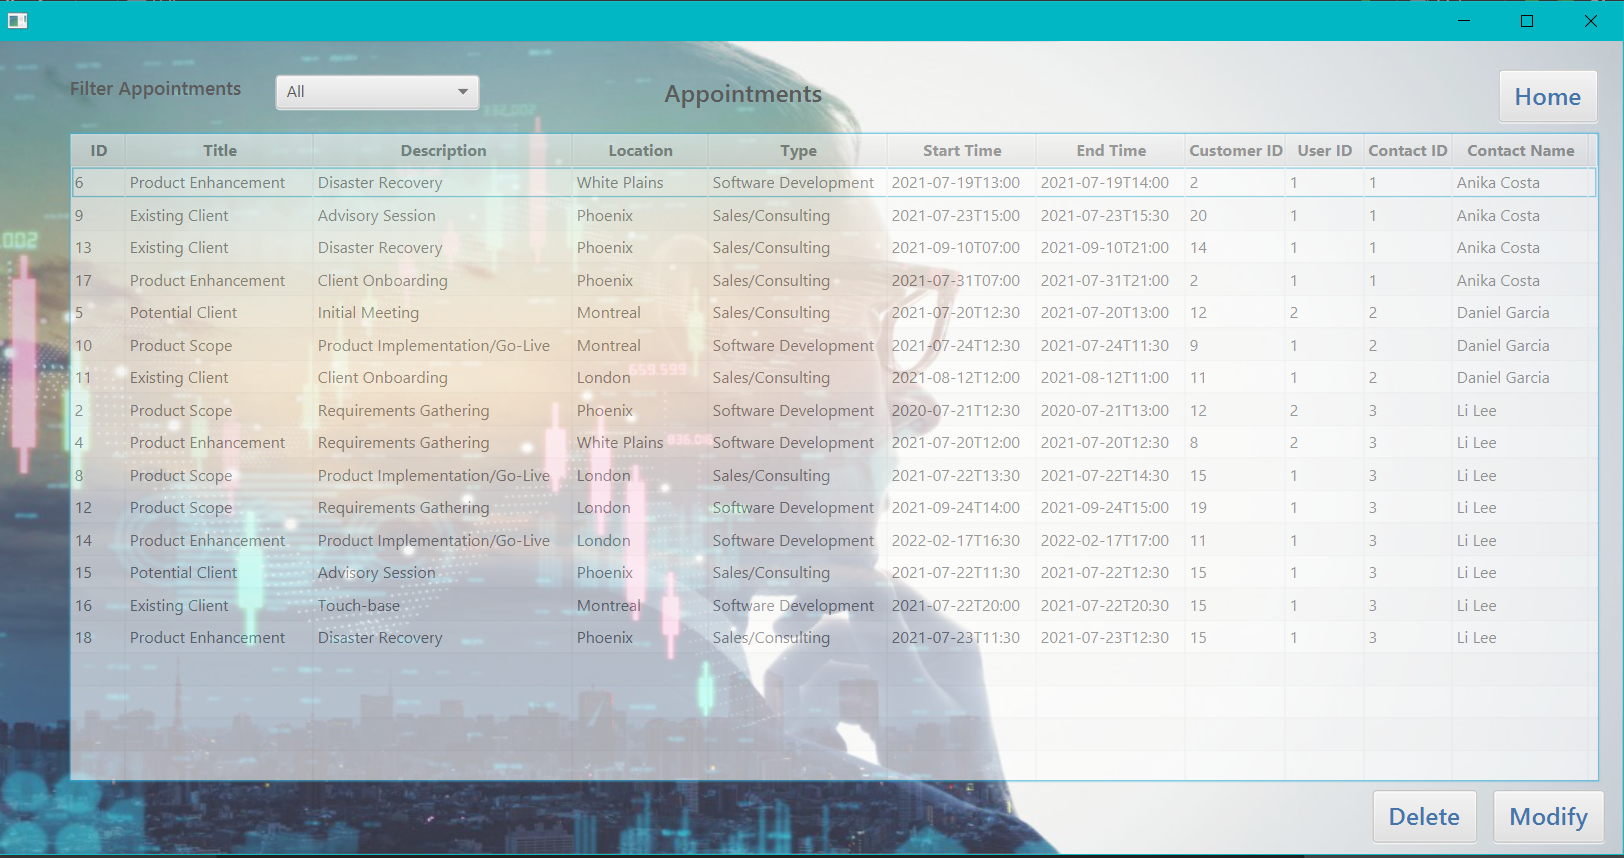 Filter Appointments All Appointments Home
332,002
ID Title Description Location Type Start Time End Time Customer ID User ID Contact ID Contact Name
6 Product Enhancement Disaster Recovery White Plains Software Development 2021-07-19T13:00 2021-07-19T14:00 2 1 1 Anika Costa
9 Existing Client Advisory Session Phoenix Sales/Consulting 2021-07-23T15:00 2021-07-23T15:30 20 1 1 Anika Costa
.002
13 Existing Client Disaster Recovery Phoenix Sales/Consulting 2021-09-10T07:00 2021-09-10T21:00 14 1 1 Anika Costa
17 Product Enhancement Client Onboarding Phoenix Sales/Consulting 2021-07-31T07:00 2021-07-31T21:00 2 1 1 Anika Costa
5 Potential Client Initial Meeting Montreal Sales/Consulting 2021-07-20T12:30 2021-07-20T13:00 12 2 2 Daniel Garcia
10 Product Scope Product Implementation/Go-Live Montreal Software Development 2021-07-24T12:30 2021-07-24T11:30 9 1 2 Daniel Garcia
659.599
11 Existing Client Client Onboarding London Sales/Consulting 2021-08-12T12:00 2021-08-12T11:00 11 1 2 Daniel Garcia
2 Product Scope Requirements Gathering Phoenix Software Development 2020-07-21T12:30 2020-07-21T13:00 12 2 3 Li Lee
4 Product Enhancement Requirements Gathering White Plains Software Development 2021-07-20T12:00 2021-07-20T12:30 8 2 3 Li Lee
836.016
8 Product Scope Product Implementation/Go-Live London Sales/Consulting 2021-07-22T13:30 2021-07-22T14:30 15 1 3 Li Lee
12 Product Scope Requirements Gathering London Software Development 2021-09-24T14:00 2021-09-24T15:00 19 1 3 Li Lee
14 Product Enhancement Product Implementation/Go-Live London Software Development 2022-02-17T16:30 2022-02-17T17:00 11 1 3 Li Lee
15 Potential Client Advisory Session Phoenix Sales/Consulting 2021-07-22T11:30 2021-07-22T12:30 15 1 3 Li Lee
16 Existing Client Touch-base Montreal Software Development 2021-07-22T20:00 2021-07-22T20:30 15 1 3 Li Lee
18 Product Enhancement Disaster Recovery Phoenix Sales/Consulting 2021-07-23T11:30 2021-07-23T12:30 15 1 3 Li Lee
Delete Modify